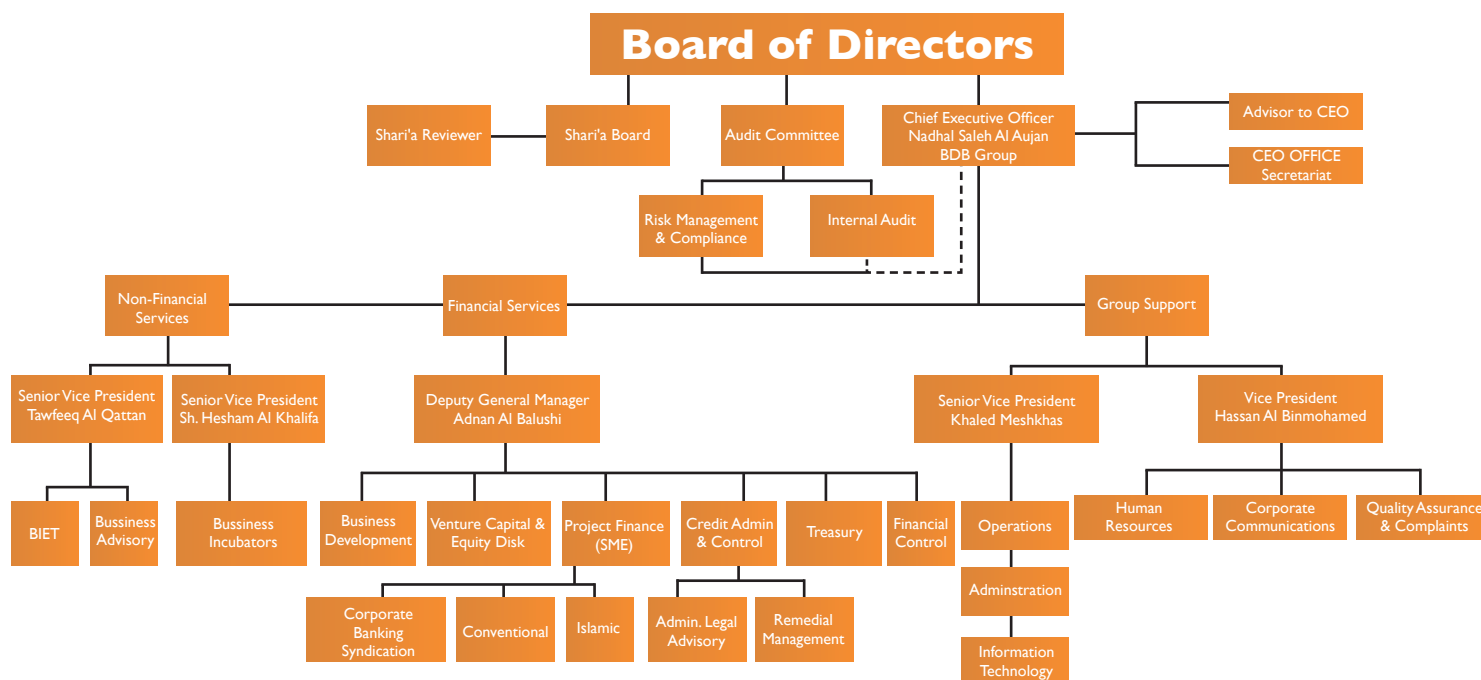 Board of Directors
Shari'a Reviewer
Shari'a Board
Audit Committee
Chief Executive Officer
Nadhal Saleh Al Aujan
BDB Group
Advisor to CEO
CEO OFFICE
Secretariat
Risk Management
& Compliance
Internal Audit
Non-Financial
Services
Financial Services
Group Support
Senior Vice President
Tawfeeq Al Qattan
Senior Vice President
Sh. Hesham Al Khalifa
Deputy General Manager
Adnan Al Balushi
Senior Vice President
Khaled Meshkhas
Vice President
Hassan Al Binmohamed
BIET
Bussiness
Advisory
Bussiness
Incubators
Business
Development
Venture Capital &
Equity Disk
Project Finance
(SME)
Credit Admin
& Control
Treasury
Financial
Control
Operations
Human
Resources
Corporate
Communications
Quality Assurance
& Complaints
Corporate
Banking
Syndication
Conventional
Islamic
Admin. Legal
Advisory
Remedial
Management
Adminstration
Information
Technology